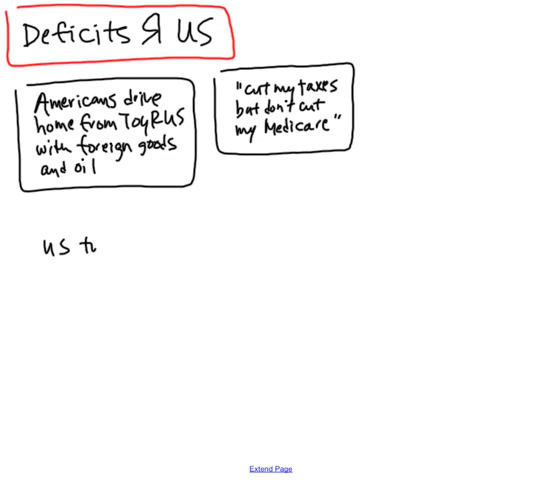 Deficits Я US
Americans drive
home from ToyRUS
with foreign goods
and oil
"cut my taxes
but don't cut
my Medicare"
us t
Extend Page